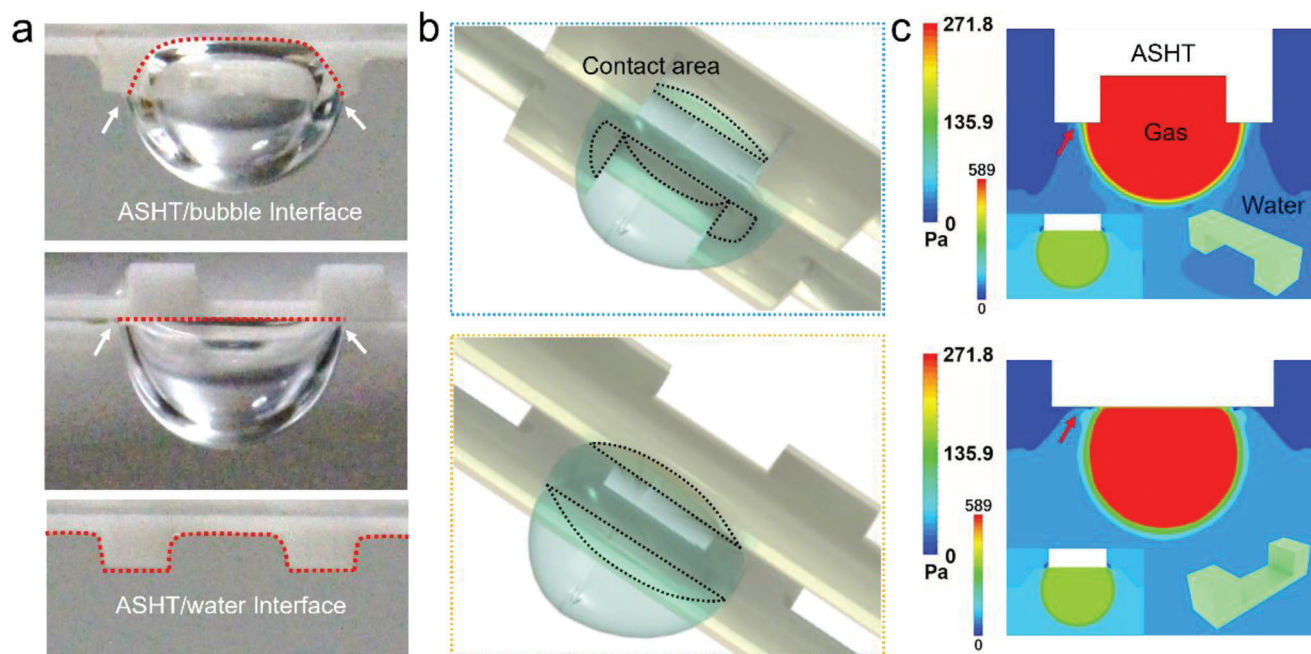 a
ASHT/bubble Interface
ASHT/water Interface
b
Contact area
c
271.8
135.9
0
Pa
589
0
ASHT
Gas
Water
271.8
135.9
0
Pa
589
0